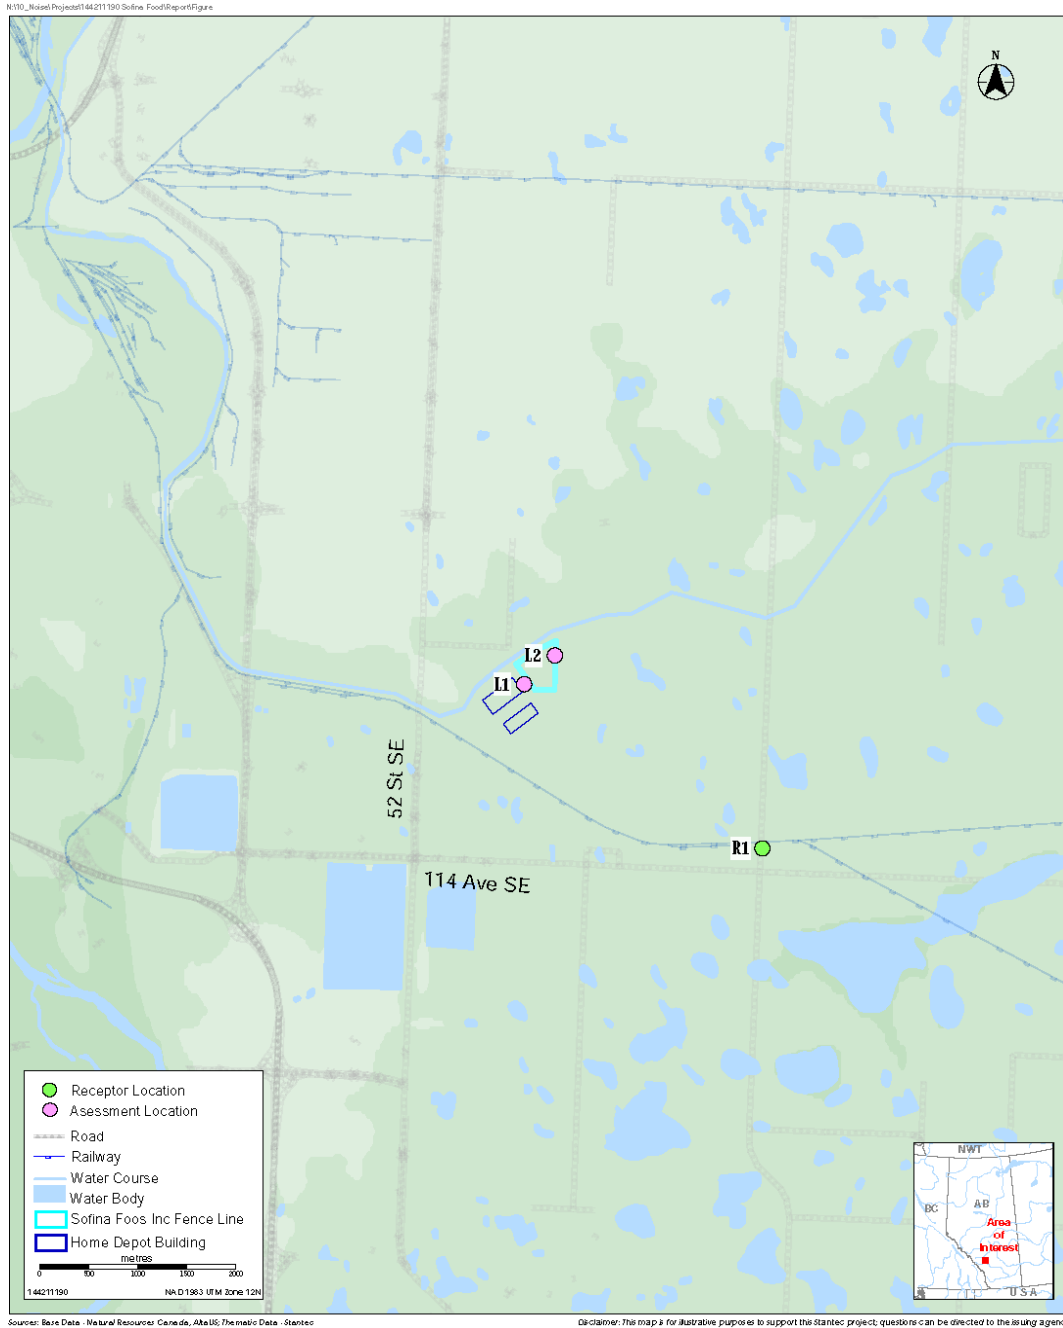 N:\10_Noise\Projects\144211190 Sofina Food\Report\Figure
N
L2
L1
52 St SE
R1
114 Ave SE
Receptor Location
Asessment Location
Road
Railway
Water Course
Water Body
Sofina Foos Inc Fence Line
Home Depot Building
metres
0 500 1000 1500 2000
144211190 NAD 1983 UTM Zone 12N
NWT
BC
AB
Area
of
Interest
USA
Sources: Base Data - Natural Resources Canada, AltaLIS; Thematic Data - Stantec
Disclaimer: This map is for illustrative purposes to support this Stantec project; questions can be directed to the issuing agen